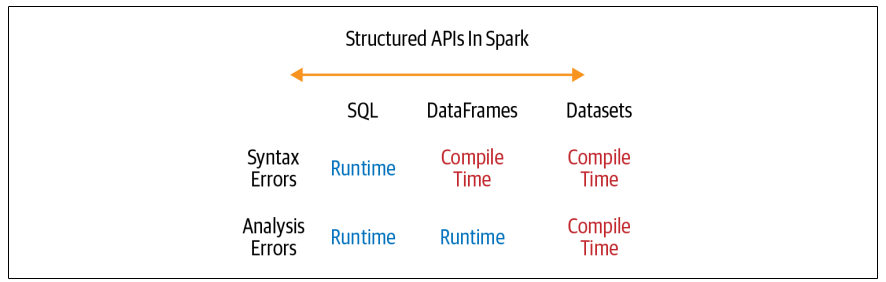 Structured APIs In Spark
SQL DataFrames Datasets
Syntax Errors Runtime Compile Time Compile Time
Analysis Errors Runtime Runtime Compile Time